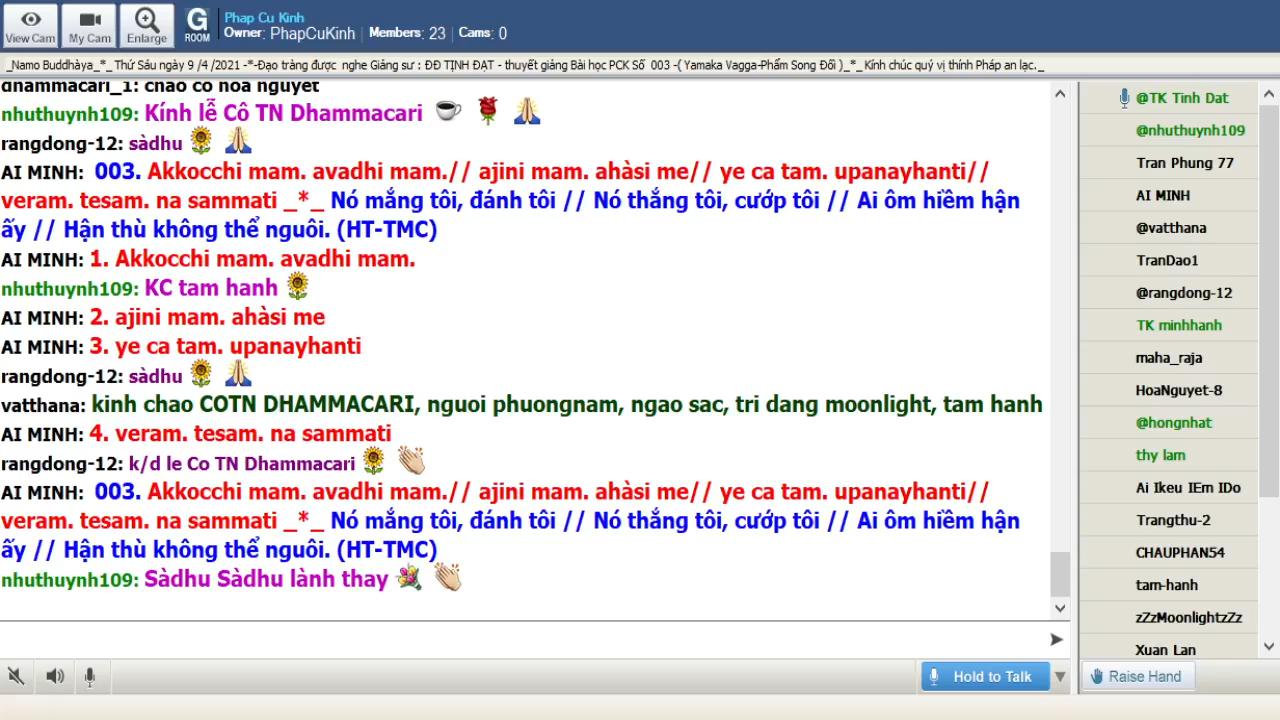 View Cam
My Cam
Enlarge
G
ROOM
Phap Cu Kinh
Owner: PhapCuKinh | Members: 23 | Cams: 0
_Namo Buddhàya_*_ Thứ Sáu ngày 9 /4 /2021 -*-Đạo tràng được nghe Giảng sư : ĐĐ TỊNH ĐẠT - thuyết giảng Bài học PCK Số 003 -( Yamaka Vagga-Phẩm Song Đối )_*_Kính chúc quý vị thính Pháp an lạc._
dhammacari_1: chao co hoa nguyet
nhuthuynh109: Kính lễ Cô TN Dhammacari
rangdong-12: sàdhu
AI MINH: 003. Akkocchi mam. avadhi mam.// ajini mam. ahàsi me// ye ca tam. upanayhanti//
veram. tesam. na sammati _*_ Nó mắng tôi, đánh tôi // Nó thắng tôi, cướp tôi // Ai ôm hiềm hận
ấy // Hận thù không thể nguôi. (HT-TMC)
AI MINH: 1. Akkocchi mam. avadhi mam.
nhuthuynh109: KC tam hanh
AI MINH: 2. ajini mam. ahàsi me
AI MINH: 3. ye ca tam. upanayhanti
rangdong-12: sàdhu
vatthana: kinh chao COTN DHAMMACARI, nguoi phuongnam, ngao sac, tri dang moonlight, tam hanh
AI MINH: 4. veram. tesam. na sammati
rangdong-12: k/d le Co TN Dhammacari
AI MINH: 003. Akkocchi mam. avadhi mam.// ajini mam. ahàsi me// ye ca tam. upanayhanti//
veram. tesam. na sammati _*_ Nó mắng tôi, đánh tôi // Nó thắng tôi, cướp tôi // Ai ôm hiềm hận
ấy // Hận thù không thể nguôi. (HT-TMC)
nhuthuynh109: Sàdhu Sàdhu lành thay
@TK Tinh Dat
@nhuthuynh109
Tran Phung 77
AI MINH
@vatthana
TranDao1
@rangdong-12
TK minhhanh
maha_raja
HoaNguyet-8
@hongnhat
thy lam
Ai Ikeu IEm IDo
Trangthu-2
CHAUPHAN54
tam-hanh
zZzMoonlightzZz
Xuan Lan
Hold to Talk
Raise Hand